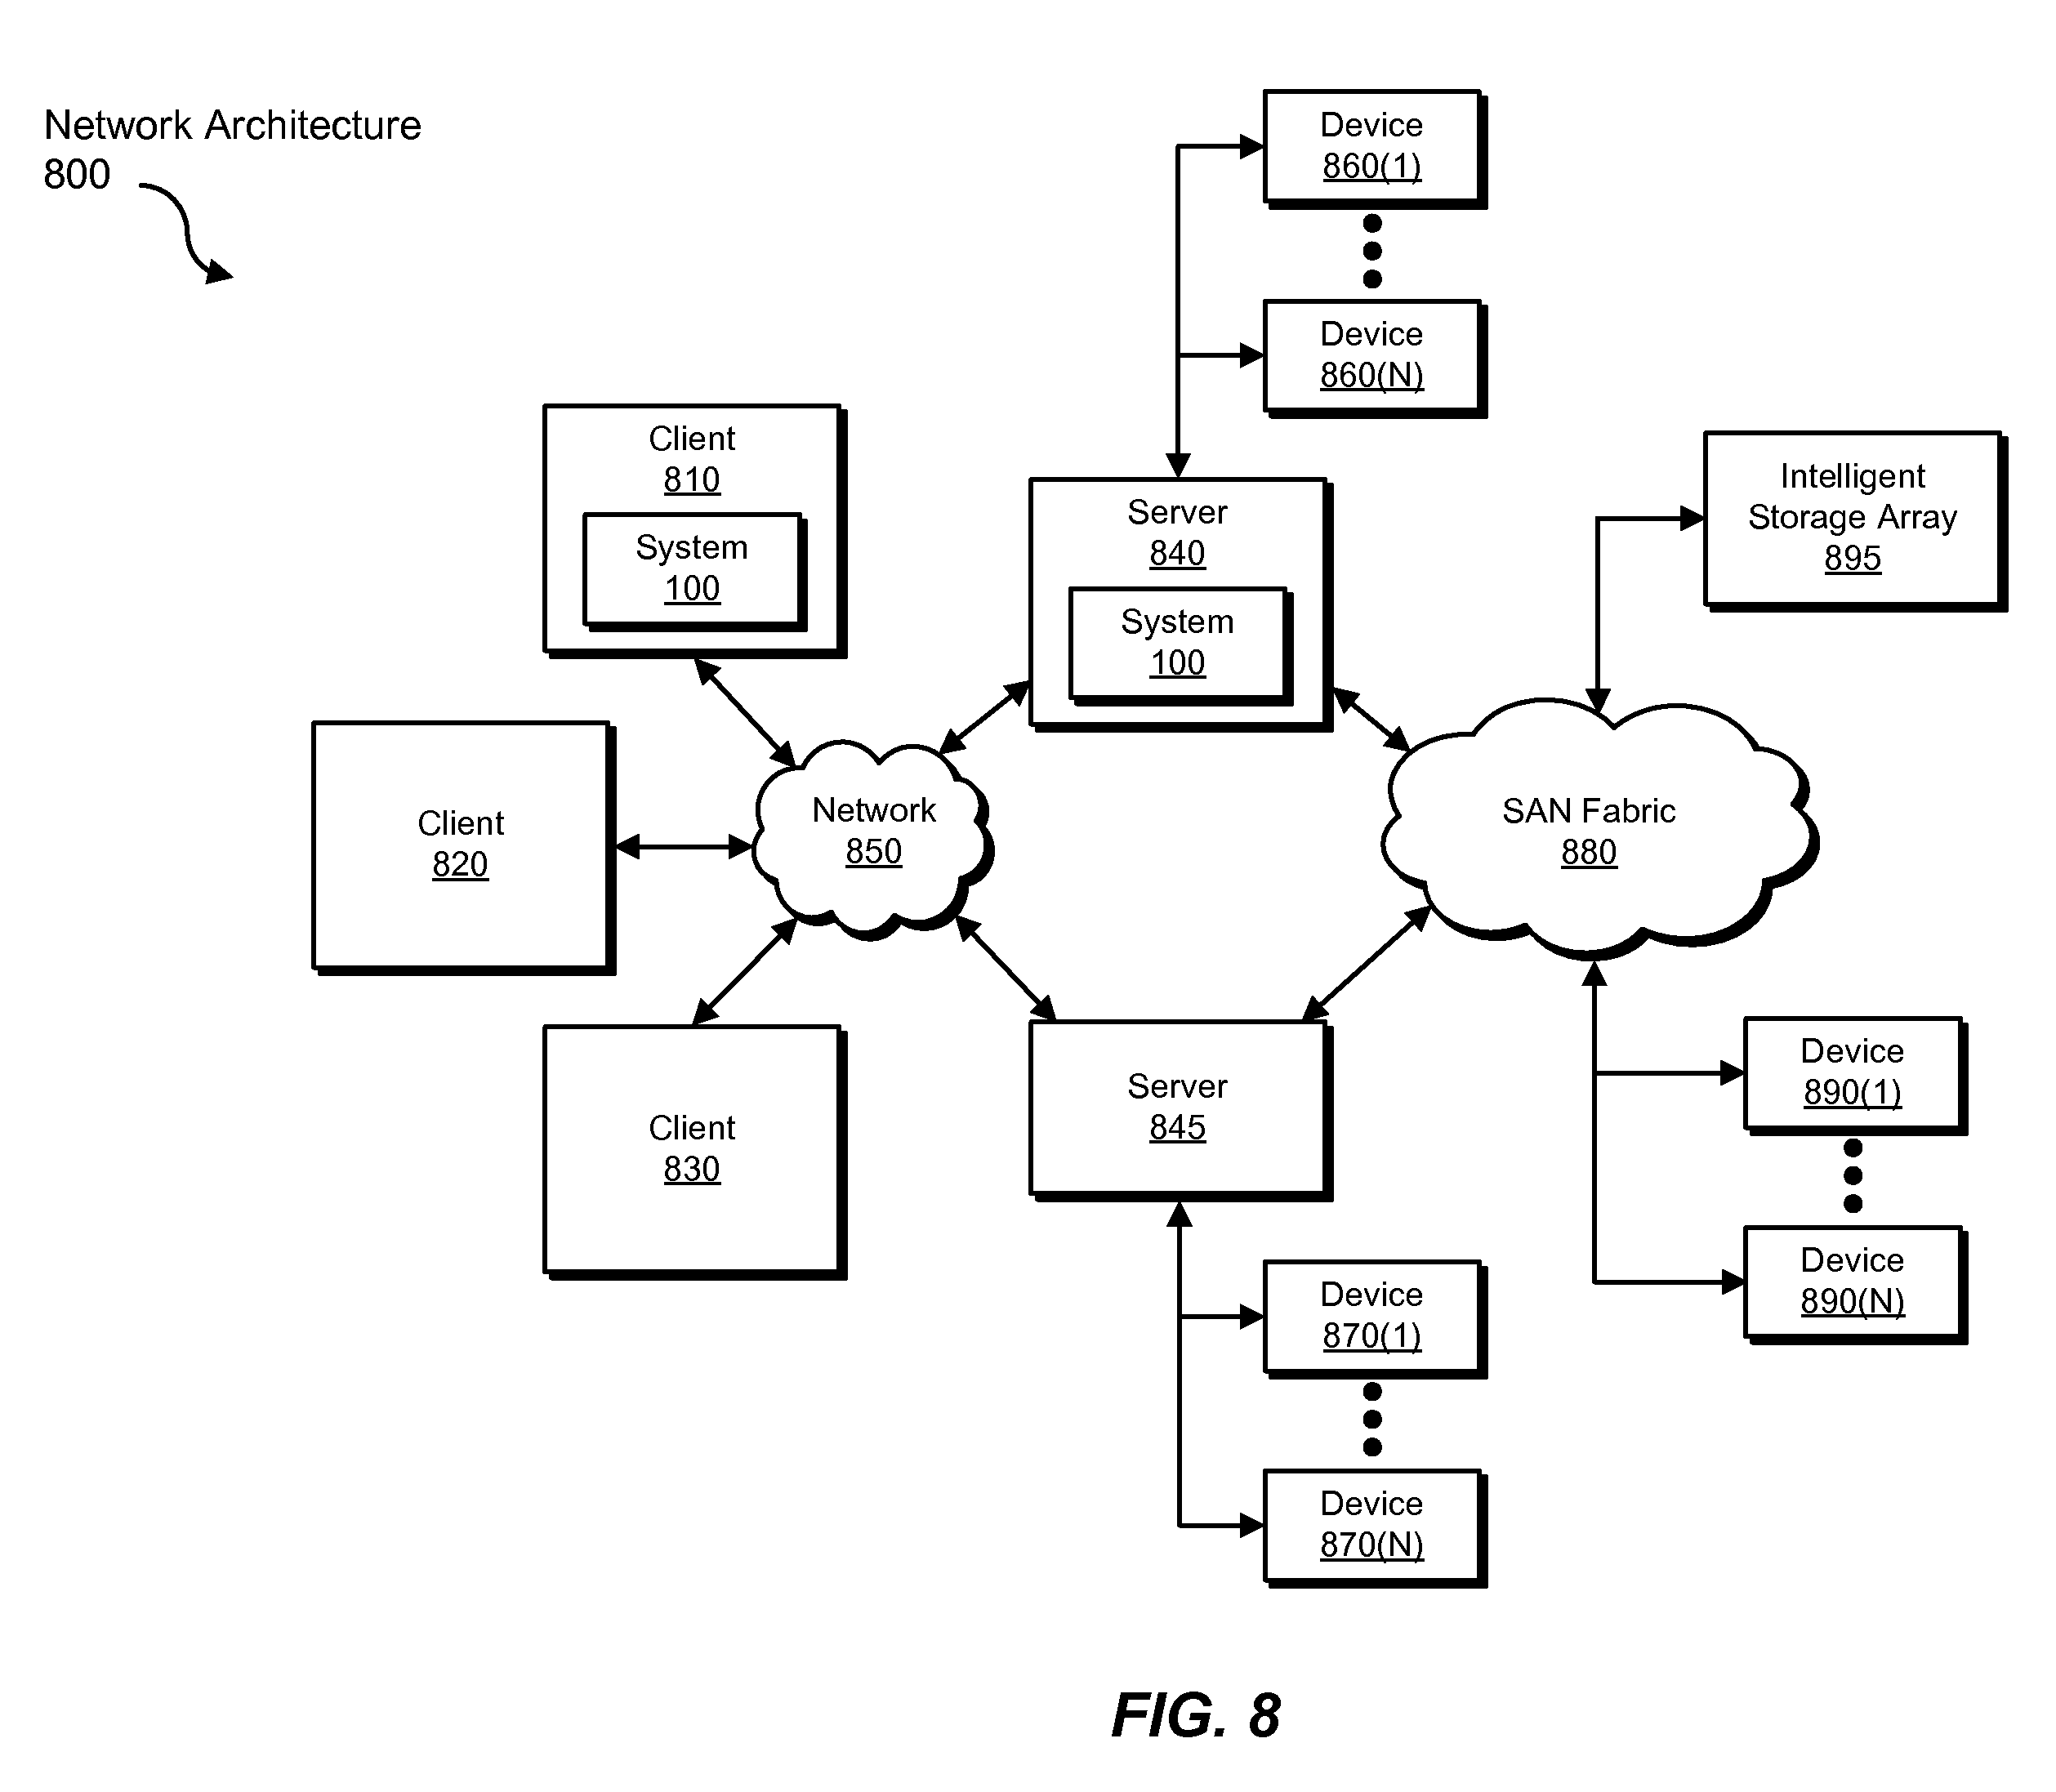 Network Architecture
800
Device
860(1)
Device
860(N)
Client
810
System
100
Server
840
System
100
Intelligent
Storage Array
895
Client
820
Network
850
SAN Fabric
880
Client
830
Server
845
Device
890(1)
Device
890(N)
Device
870(1)
Device
870(N)
FIG. 8